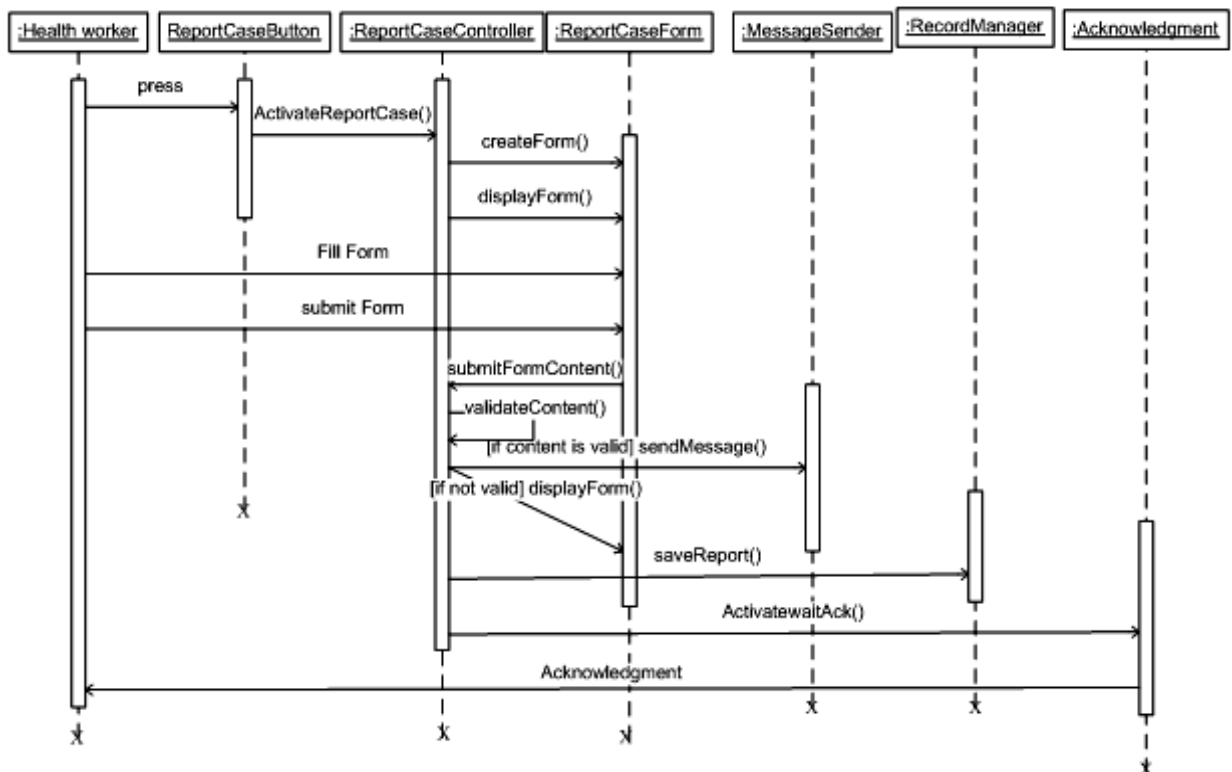 :Health worker
ReportCaseButton
:ReportCaseController
:ReportCaseForm
:MessageSender
:RecordManager
:Acknowledgment
press
ActivateReportCase()
createForm()
displayForm()
Fill Form
submit Form
submitFormContent()
validateContent()
[if content is valid] sendMessage()
[if not valid] displayForm()
X
saveReport()
ActivatewaitAck()
Acknowledgment
X
X
X
X
X
X